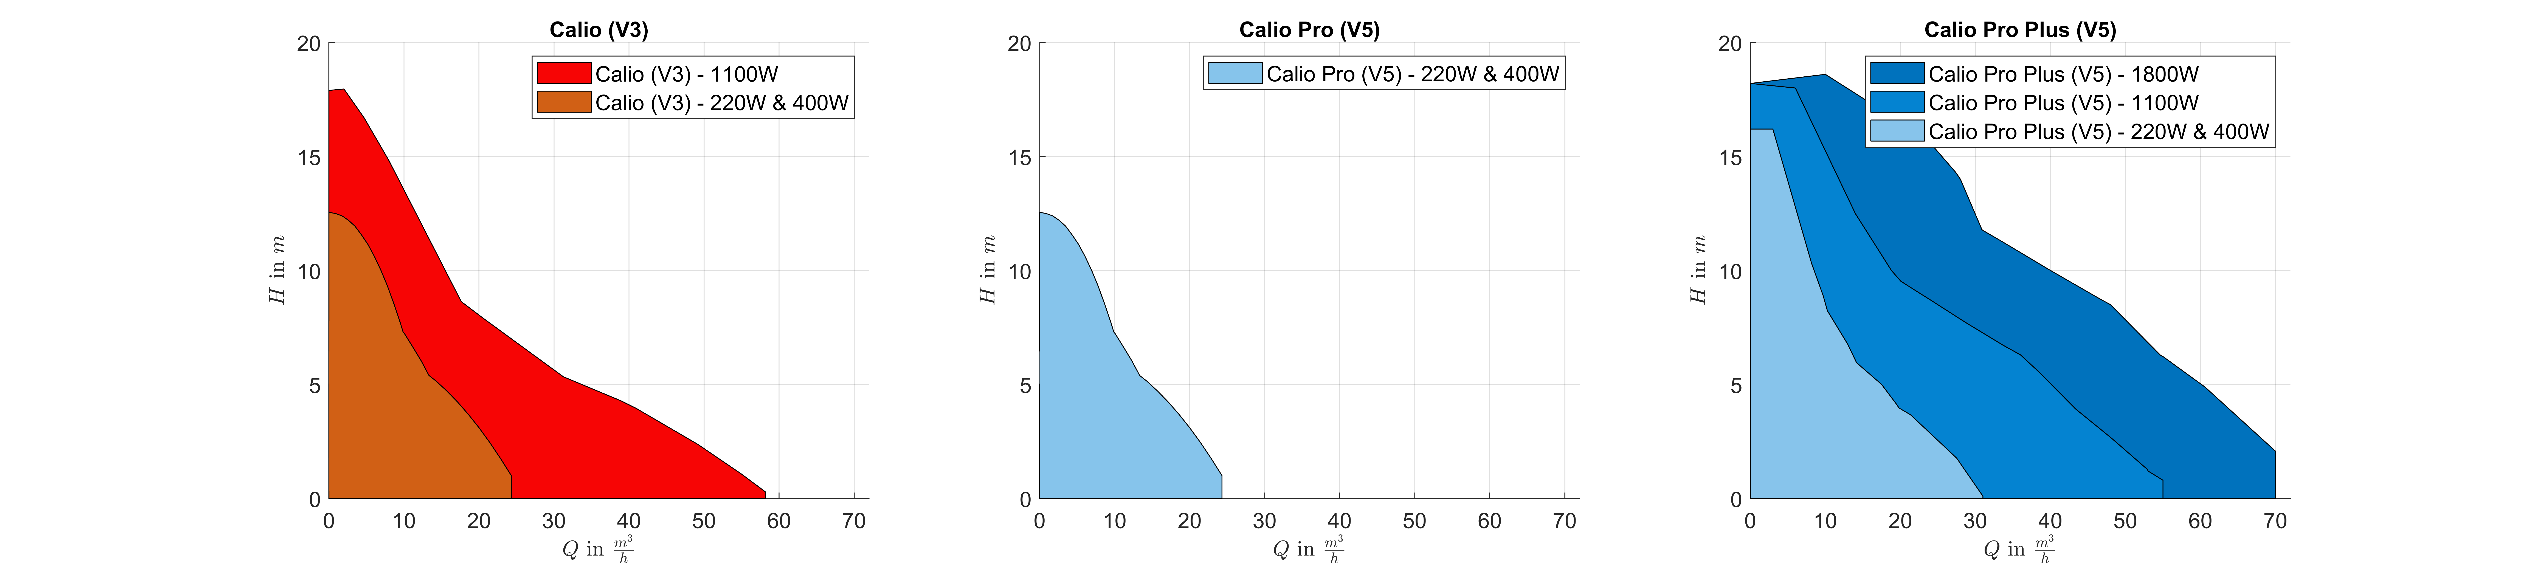 Calio (V3)
20
15
10
5
0
H in m
Calio (V3) - 1100W
Calio (V3) - 220W & 400W
0 10 20 30 40 50 60 70
Q in m³/h
Calio Pro (V5)
20
15
10
5
0
H in m
Calio Pro (V5) - 220W & 400W
0 10 20 30 40 50 60 70
Q in m³/h
Calio Pro Plus (V5)
20
15
10
5
0
H in m
Calio Pro Plus (V5) - 1800W
Calio Pro Plus (V5) - 1100W
Calio Pro Plus (V5) - 220W & 400W
0 10 20 30 40 50 60 70
Q in m³/h